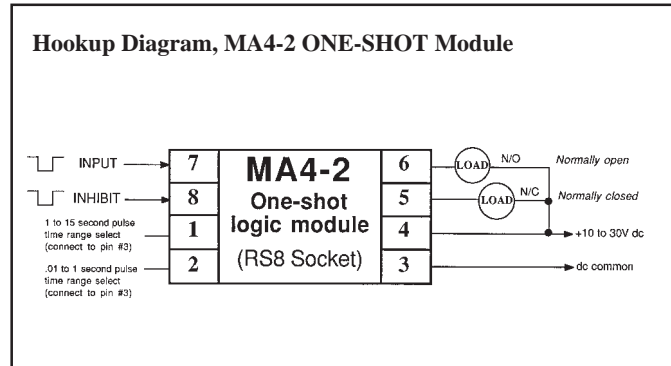 Hookup Diagram, MA4-2 ONE-SHOT Module
INPUT
INHIBIT
1 to 15 second pulse
time range select
(connect to pin #3)
.01 to 1 second pulse
time range select
(connect to pin #3)
7
8
1
2
MA4-2
One-shot
logic module
(RS8 Socket)
6
5
4
3
LOAD
N/O
Normally open
LOAD
N/C
Normally closed
+10 to 30V dc
dc common